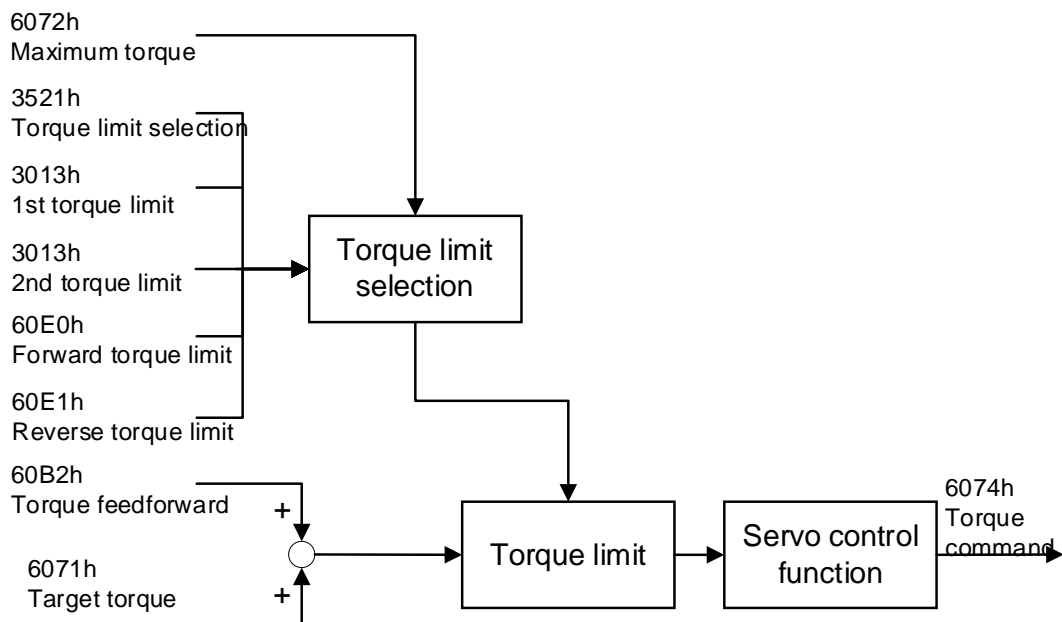 6072h
Maximum torque
3521h
Torque limit selection
3013h
1st torque limit
3013h
2nd torque limit
60E0h
Forward torque limit
60E1h
Reverse torque limit
Torque limit
selection
60B2h
Torque feedforward
+
6071h
Target torque
+
Torque limit
Servo control
function
6074h
Torque
command